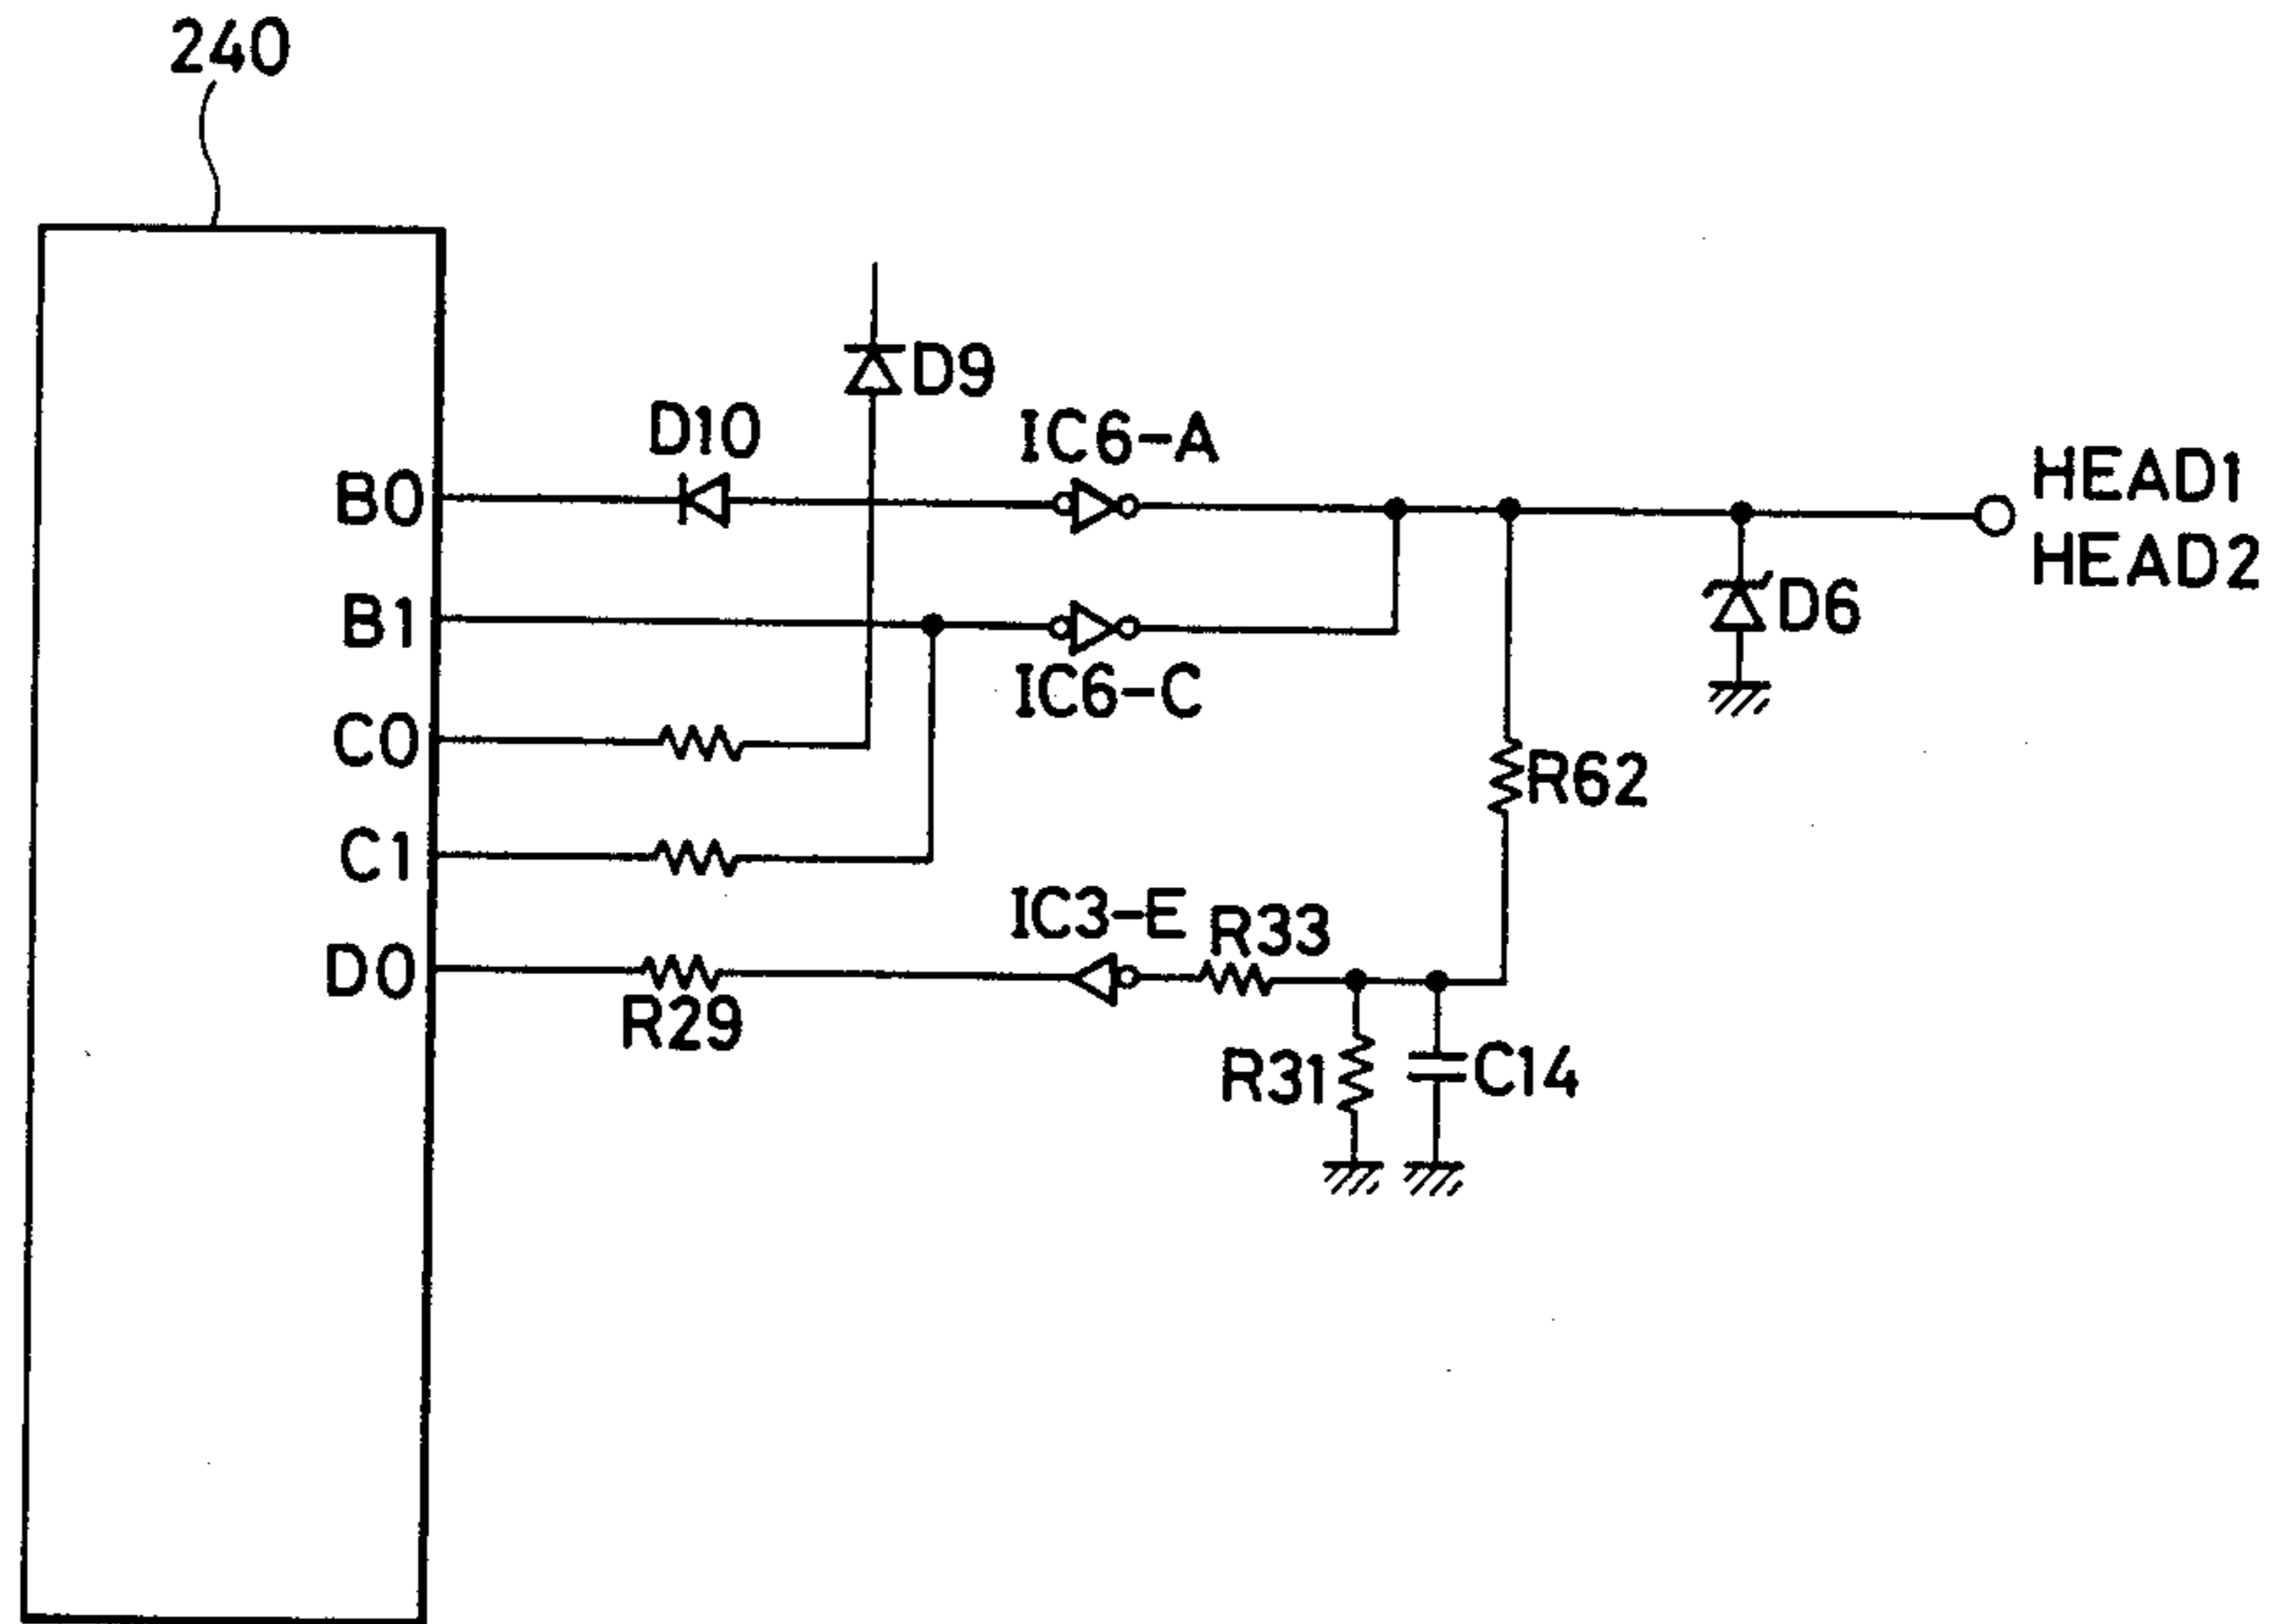 240
D9
D10
IC6-A
HEAD1
B0
HEAD2
D6
B1
IC6-C
C0
R62
C1
IC3-E
R33
D0
R29
R31
C14